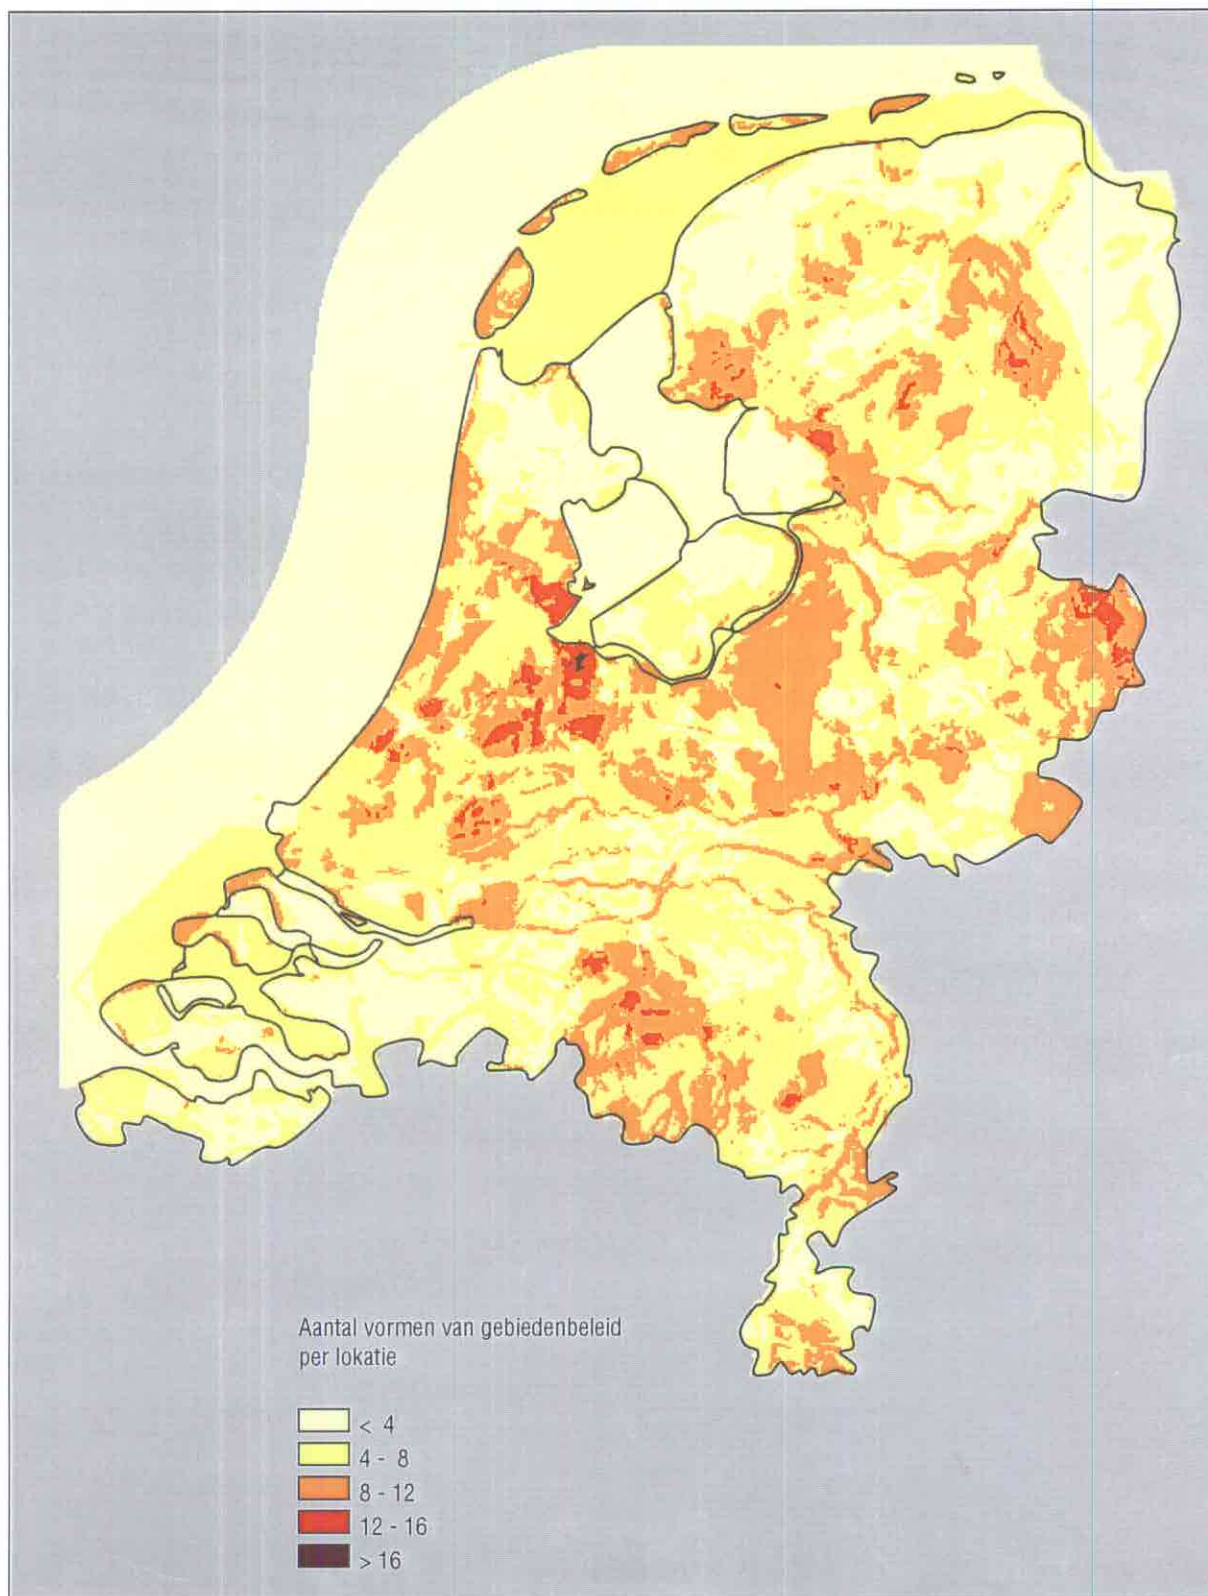 Aantal vormen van gebiedenbeleid
per lokatie
< 4
4 - 8
8 - 12
12 - 16
> 16